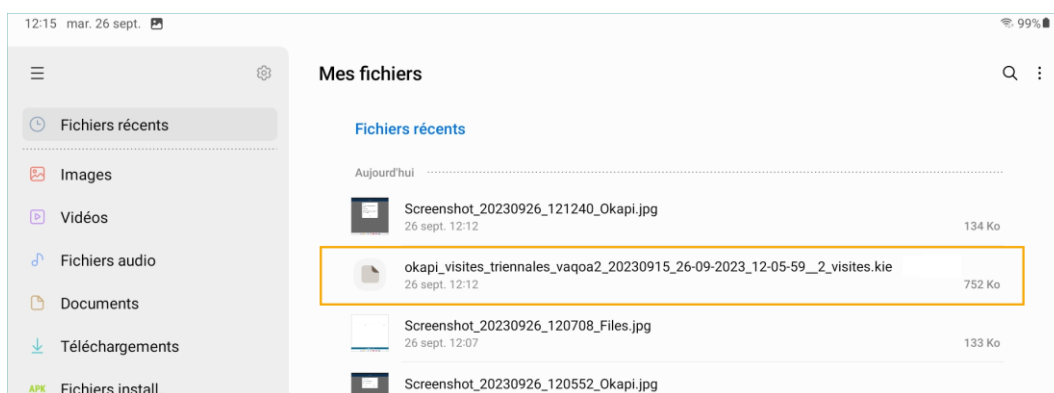 12:15 mar. 26 sept.
99%
Mes fichiers
Fichiers récents
Images
Vidéos
Fichiers audio
Documents
Téléchargements
APK Fichiers install
Fichiers récents
Aujourd'hui
Screenshot_20230926_121240_Okapi.jpg
26 sept. 12:12
134 Ko
okapi_visites_triennales_vaqoa2_20230915_26-09-2023_12-05-59__2_visites.kie
26 sept. 12:12
752 Ko
Screenshot_20230926_120708_Files.jpg
26 sept. 12:07
133 Ko
Screenshot_20230926_120552_Okapi.jpg